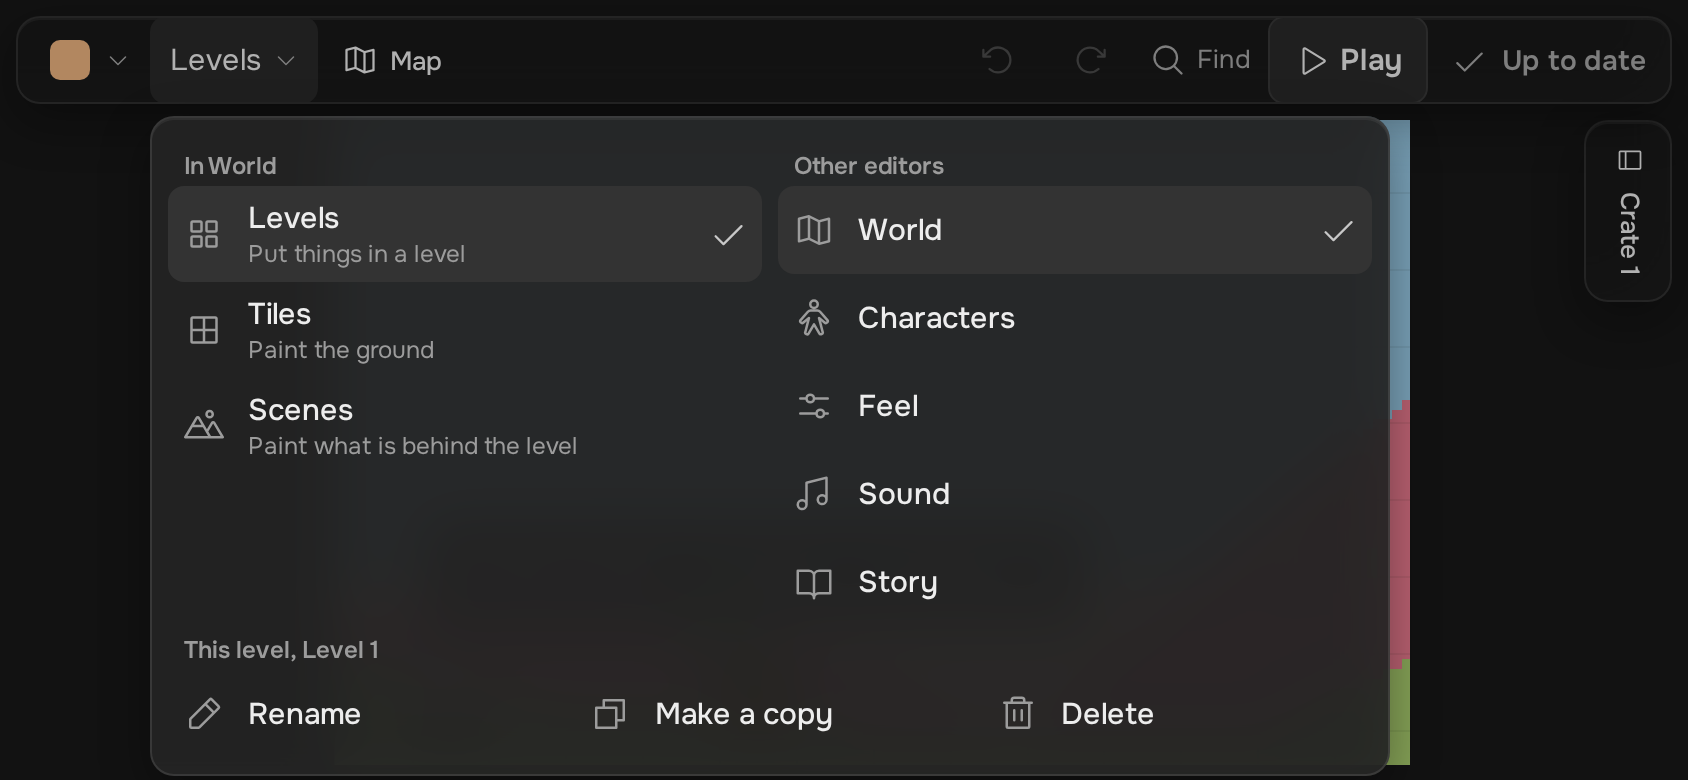 Levels
Map
Find
Play
Up to date
In World
Other editors
Levels
Put things in a level
World
Tiles
Paint the ground
Characters
Scenes
Paint what is behind the level
Feel
Sound
Story
This level, Level 1
Rename
Make a copy
Delete
Crate 1